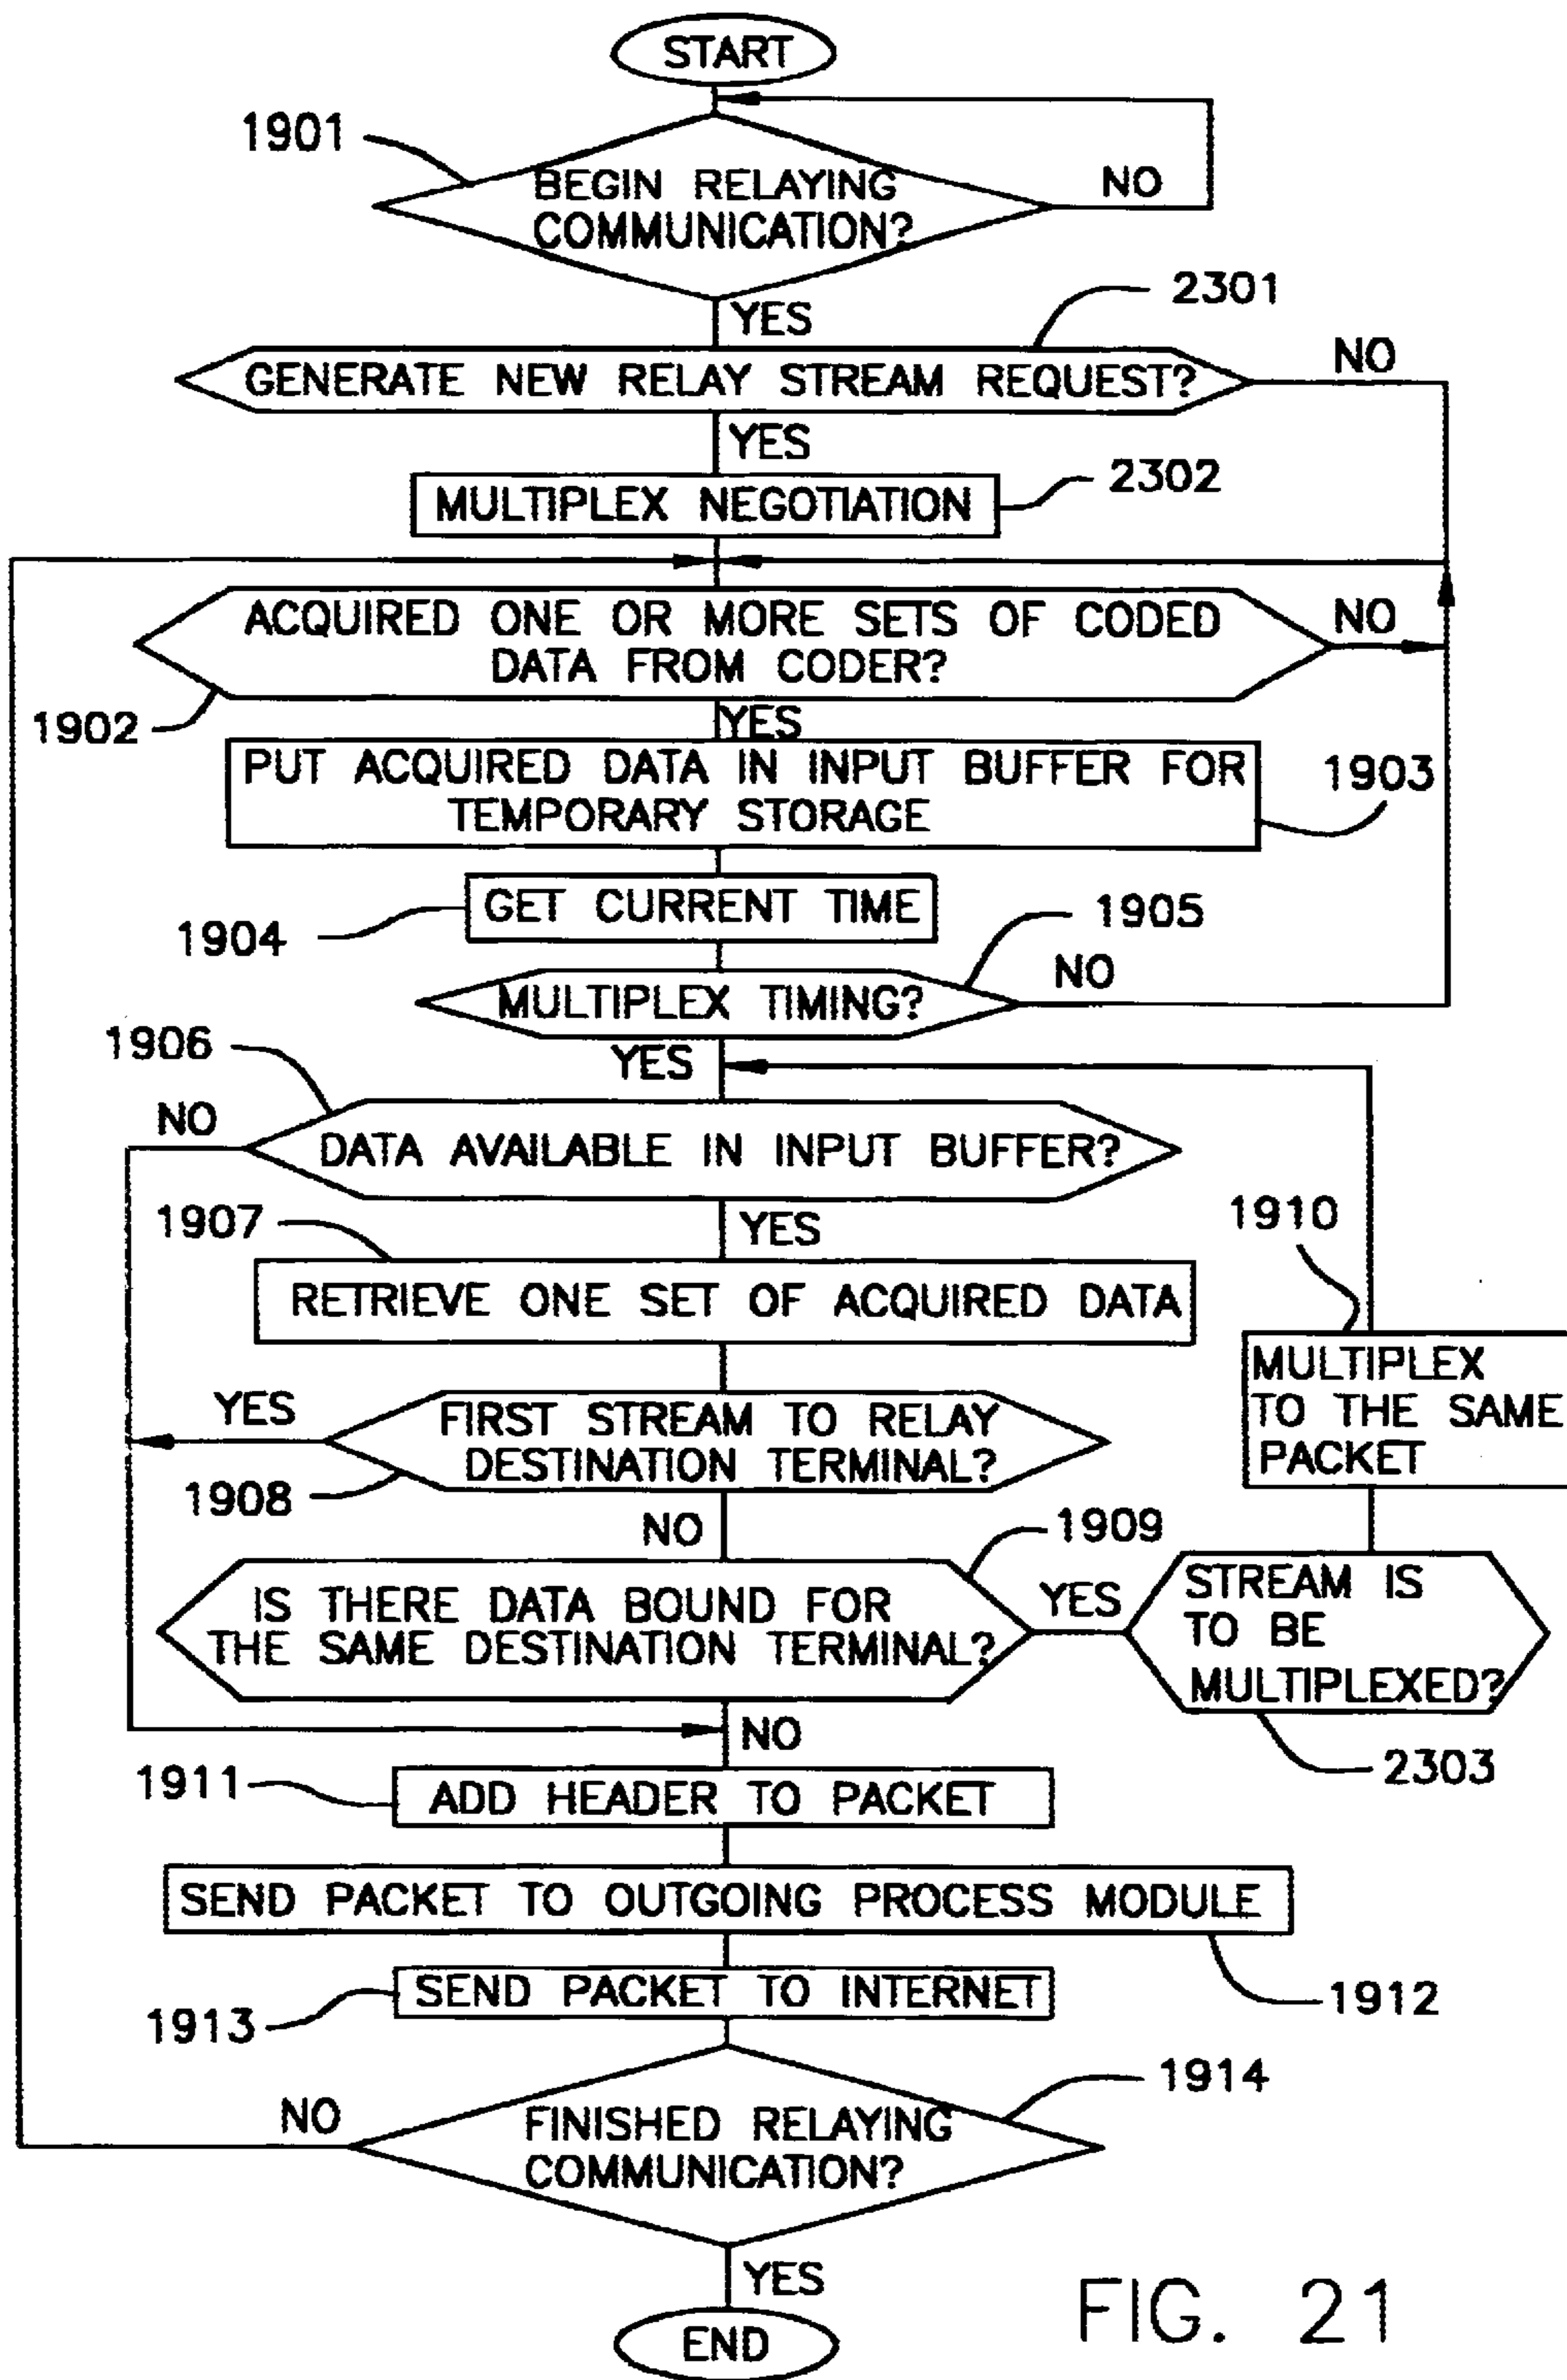 START
1901
BEGIN RELAYING
COMMUNICATION?
NO
YES
2301
GENERATE NEW RELAY STREAM REQUEST?
NO
YES
MULTIPLEX NEGOTIATION
2302
ACQUIRED ONE OR MORE SETS OF CODED
DATA FROM CODER?
NO
1902
YES
PUT ACQUIRED DATA IN INPUT BUFFER FOR
TEMPORARY STORAGE
1903
GET CURRENT TIME
1904
1905
MULTIPLEX TIMING?
NO
YES
1906
NO
DATA AVAILABLE IN INPUT BUFFER?
YES
1907
RETRIEVE ONE SET OF ACQUIRED DATA
1910
MULTIPLEX
TO THE SAME
PACKET
YES
FIRST STREAM TO RELAY
DESTINATION TERMINAL?
1908
NO
1909
IS THERE DATA BOUND FOR
THE SAME DESTINATION TERMINAL?
YES
STREAM IS
TO BE
MULTIPLEXED?
2303
NO
1911
ADD HEADER TO PACKET
SEND PACKET TO OUTGOING PROCESS MODULE
1912
SEND PACKET TO INTERNET
1913
1914
NO
FINISHED RELAYING
COMMUNICATION?
YES
END
FIG. 21